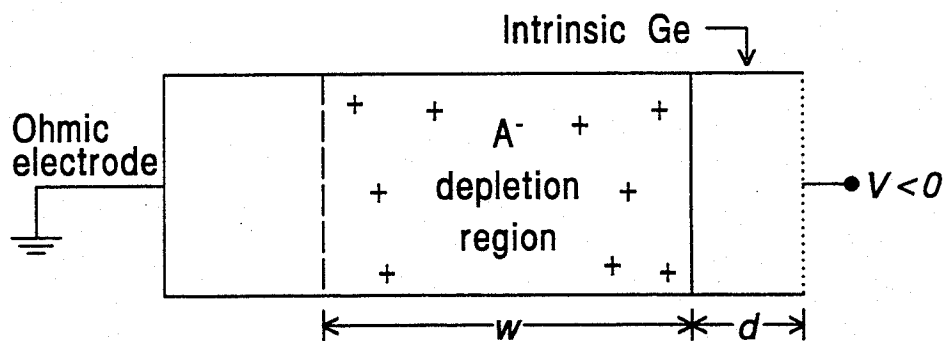 Intrinsic Ge
Ohmic
electrode
A⁻
depletion
region
+ + + + + + + + +
V<0
w
d